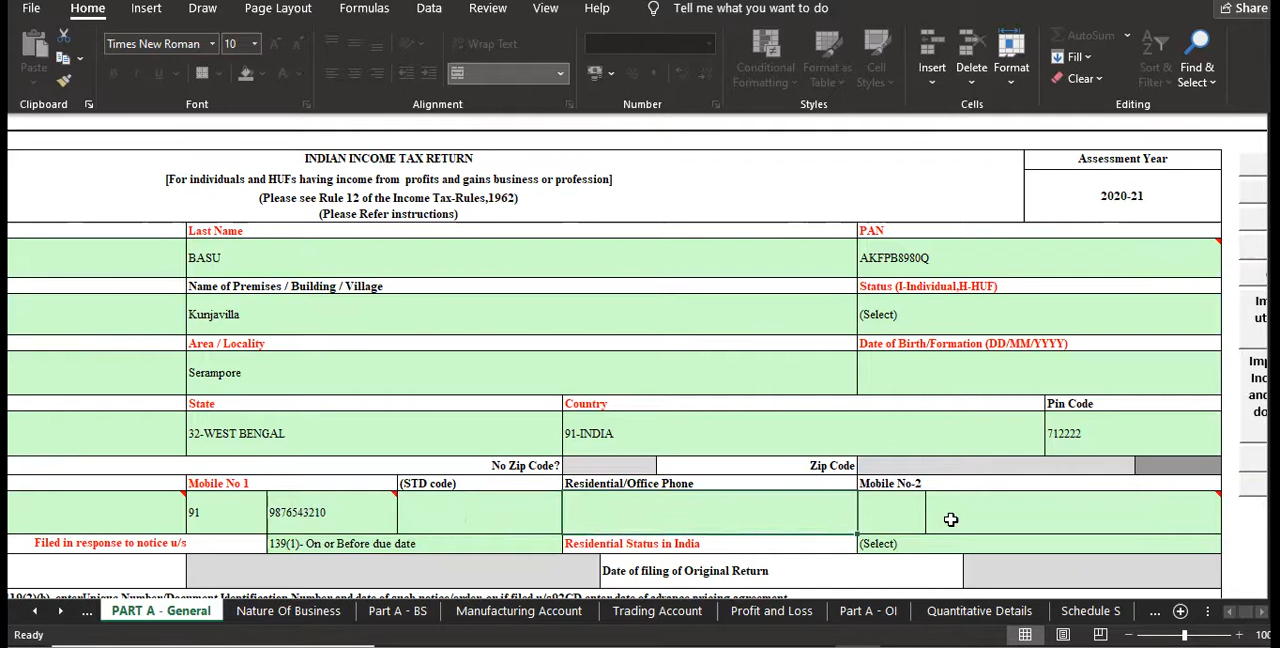 File Home Insert Draw Page Layout Formulas Data Review View Help Tell me what you want to do Share
Times New Roman 10 Wrap Text AutoSum
Paste Fill
B I U Conditional Formatting Format as Table Cell Styles Insert Delete Format Clear Sort & Filter Find & Select
Clipboard Font Alignment Number Styles Cells Editing
INDIAN INCOME TAX RETURN Assessment Year
[For individuals and HUFs having income from profits and gains business or profession]
(Please see Rule 12 of the Income Tax-Rules,1962) 2020-21
(Please Refer instructions)
Last Name PAN
BASU AKFPB8980Q
Name of Premises / Building / Village Status (I-Individual,H-HUF)
Kunjavilla (Select)
Area / Locality Date of Birth/Formation (DD/MM/YYYY)
Serampore
State Country Pin Code
32-WEST BENGAL 91-INDIA 712222
No Zip Code? Zip Code
Mobile No 1 (STD code) Residential/Office Phone Mobile No-2
91 9876543210
Filed in response to notice u/s 139(1)- On or Before due date Residential Status in India (Select)
Date of filing of Original Return
... PART A - General Nature Of Business Part A - BS Manufacturing Account Trading Account Profit and Loss Part A - OI Quantitative Details Schedule S ...
Ready 100